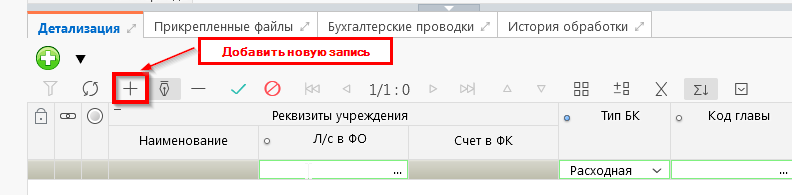 Детализация Прикрепленные файлы Бухгалтерские проводки История обработки
Добавить новую запись
1/1 : 0 Σ↓
Реквизиты учреждения Тип БК Код главы
Наименование Л/с в ФО Счет в ФК
... Расходная ...